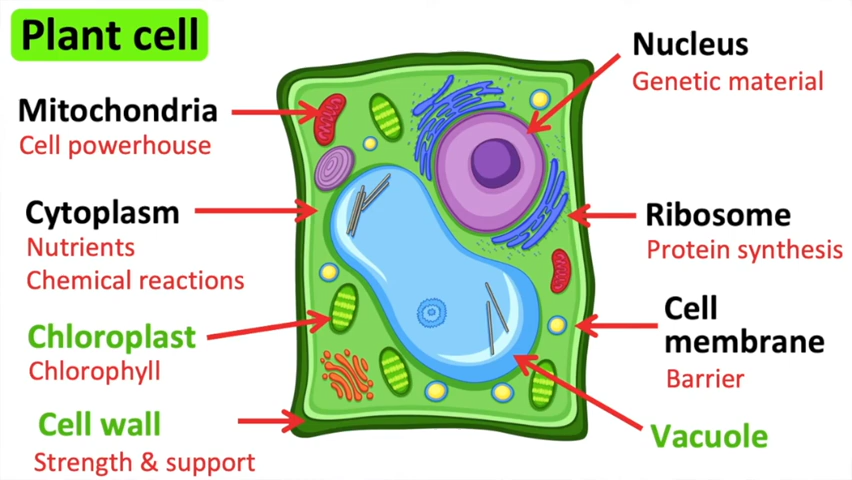 Plant cell
Mitochondria
Cell powerhouse
Cytoplasm
Nutrients
Chemical reactions
Chloroplast
Chlorophyll
Cell wall
Strength & support
Nucleus
Genetic material
Ribosome
Protein synthesis
Cell
membrane
Barrier
Vacuole